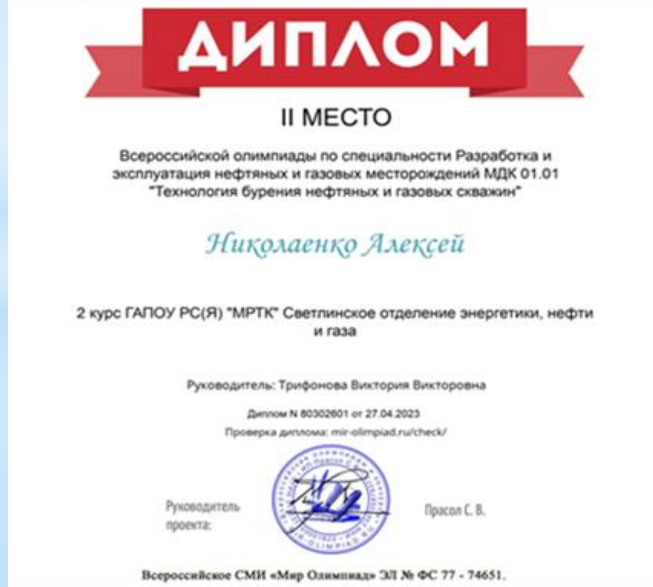 ДИПЛОМ
II МЕСТО
Всероссийской олимпиады по специальности Разработка и
эксплуатация нефтяных и газовых месторождений МДК 01.01
"Технология бурения нефтяных и газовых скважин"
Николаенко Алексей
2 курс ГАПОУ РС(Я) "МРТК" Светлинское отделение энергетики, нефти
и газа
Руководитель: Трифонова Виктория Викторовна
Диплом N 80302601 от 27.04.2023
Проверка диплома: mir-olimpiad.ru/check/
Руководитель
проекта:
Прасол С. В.
Всероссийское СМИ «Мир Олимпиад» ЭЛ № ФС 77 - 74651.